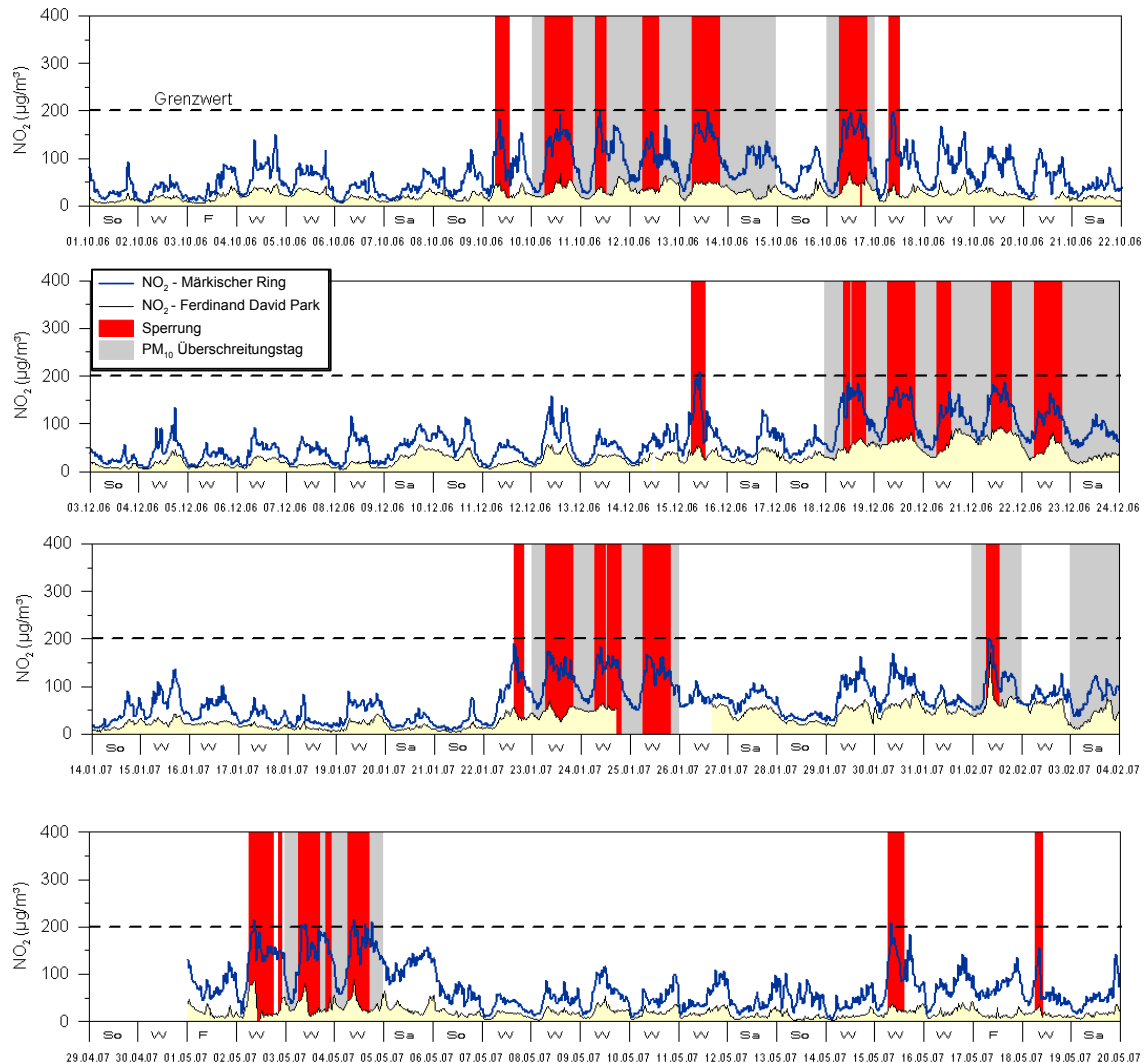 400
300
200
100
0
NO₂ (µg/m³)
Grenzwert
So W F W W W Sa So W W W W W Sa So W W W W W Sa
01.10.06 02.10.06 03.10.06 04.10.06 05.10.06 06.10.06 07.10.06 08.10.06 09.10.06 10.10.06 11.10.06 12.10.06 13.10.06 14.10.06 15.10.06 16.10.06 17.10.06 18.10.06 19.10.06 20.10.06 21.10.06 22.10.06
400
300
200
100
0
NO₂ (µg/m³)
NO₂ - Märkischer Ring
NO₂ - Ferdinand David Park
Sperrung
PM₁₀ Überschreitungstag
So W W W W W Sa So W W W W W Sa So W W W W W Sa
03.12.06 04.12.06 05.12.06 06.12.06 07.12.06 08.12.06 09.12.06 10.12.06 11.12.06 12.12.06 13.12.06 14.12.06 15.12.06 16.12.06 17.12.06 18.12.06 19.12.06 20.12.06 21.12.06 22.12.06 23.12.06 24.12.06
400
300
200
100
0
NO₂ (µg/m³)
So W W W W W Sa So W W W W W Sa So W W W W W Sa
14.01.07 15.01.07 16.01.07 17.01.07 18.01.07 19.01.07 20.01.07 21.01.07 22.01.07 23.01.07 24.01.07 25.01.07 26.01.07 27.01.07 28.01.07 29.01.07 30.01.07 31.01.07 01.02.07 02.02.07 03.02.07 04.02.07
400
300
200
100
0
NO₂ (µg/m³)
So W F W W W Sa So W W W W W Sa So W W W F W Sa
29.04.07 30.04.07 01.05.07 02.05.07 03.05.07 04.05.07 05.05.07 06.05.07 07.05.07 08.05.07 09.05.07 10.05.07 11.05.07 12.05.07 13.05.07 14.05.07 15.05.07 16.05.07 17.05.07 18.05.07 19.05.07 20.05.07